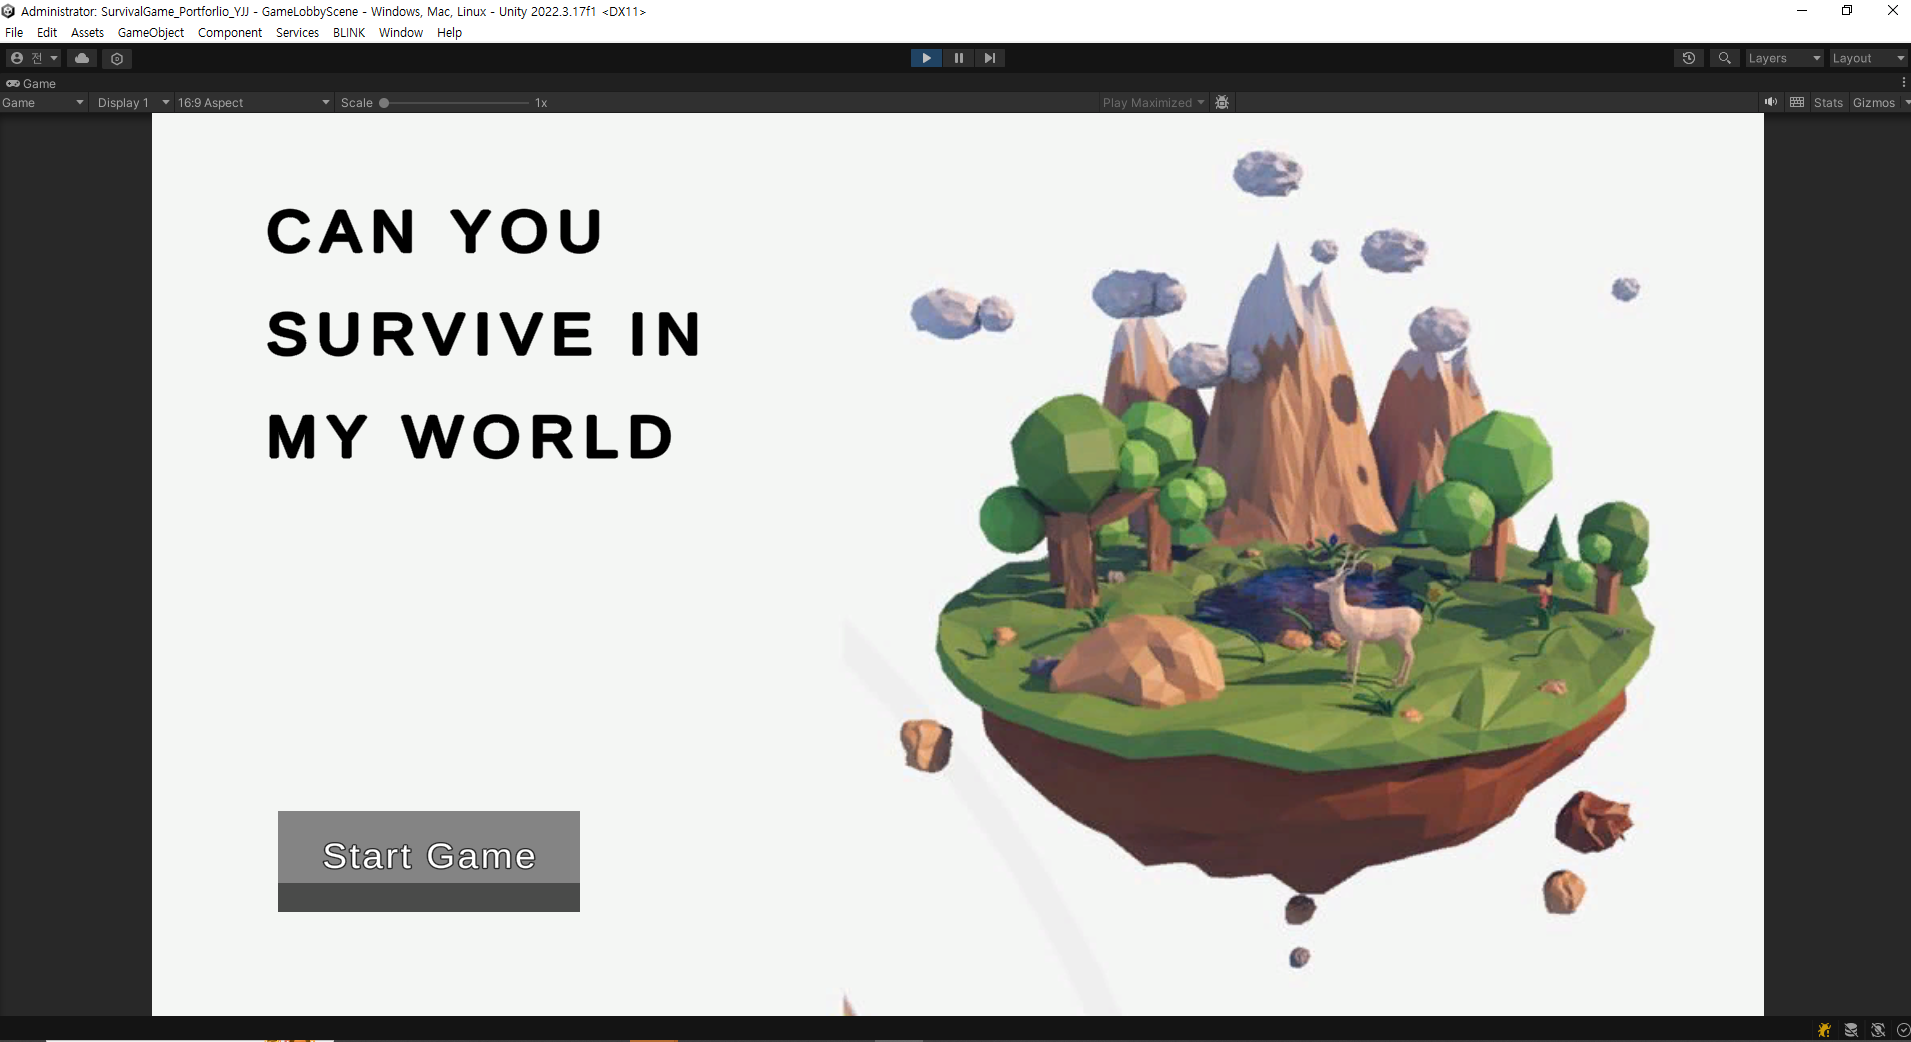 Administrator: SurvivalGame_Portforlio_YJJ - GameLobbyScene - Windows, Mac, Linux - Unity 2022.3.17f1 <DX11>
File Edit Assets GameObject Component Services BLINK Window Help
전 Layers Layout
Game
Game Display 1 16:9 Aspect Scale 1x Play Maximized Stats Gizmos
CAN YOU
SURVIVE IN
MY WORLD
Start Game